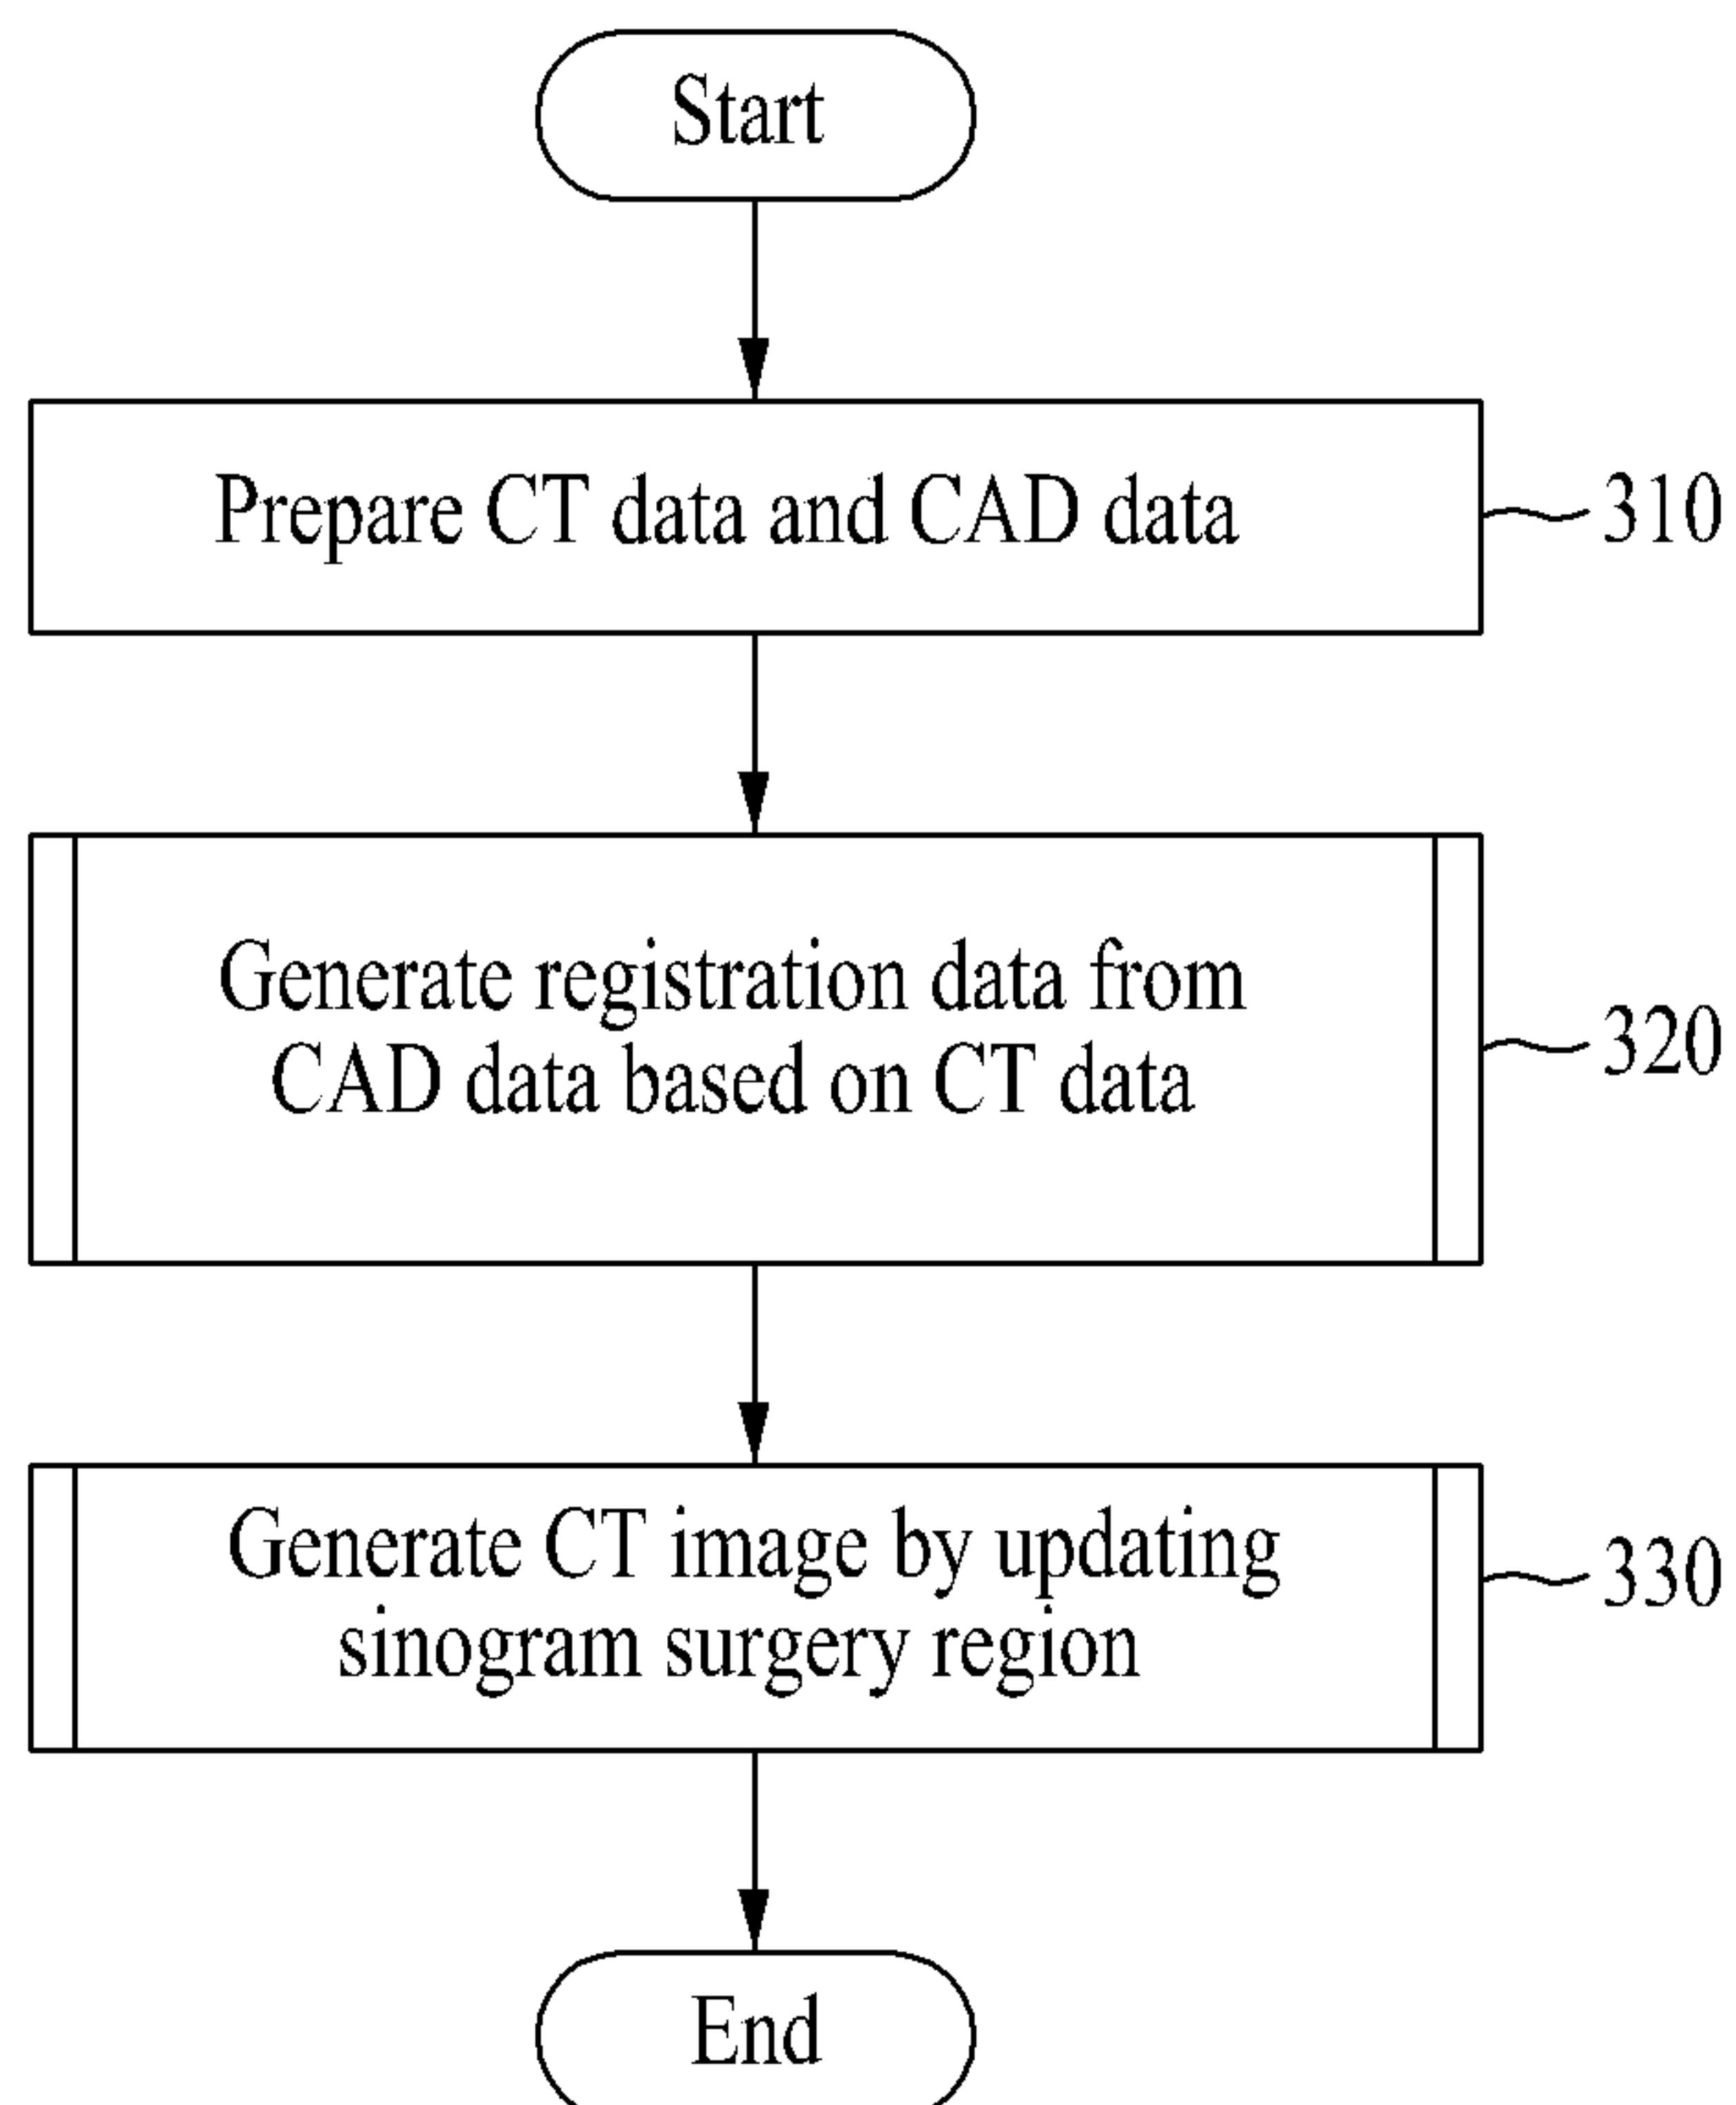 Start
Prepare CT data and CAD data
310
Generate registration data from
CAD data based on CT data
320
Generate CT image by updating
sinogram surgery region
330
End